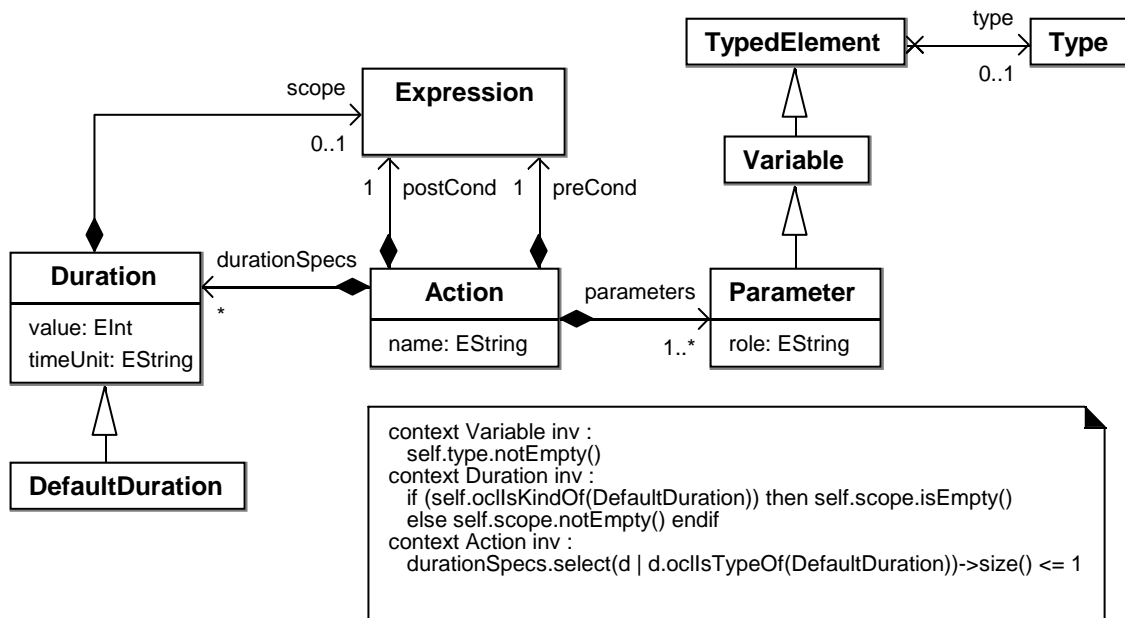 type
TypedElement
Type
0..1
scope
Expression
0..1
Variable
1
postCond
1
preCond
durationSpecs
Duration
Action
parameters
Parameter
value: EInt
timeUnit: EString
*
name: EString
1..*
role: EString
DefaultDuration
context Variable inv :
self.type.notEmpty()
context Duration inv :
if (self.oclIsKindOf(DefaultDuration)) then self.scope.isEmpty()
else self.scope.notEmpty() endif
context Action inv :
durationSpecs.select(d | d.oclIsTypeOf(DefaultDuration))->size() <= 1